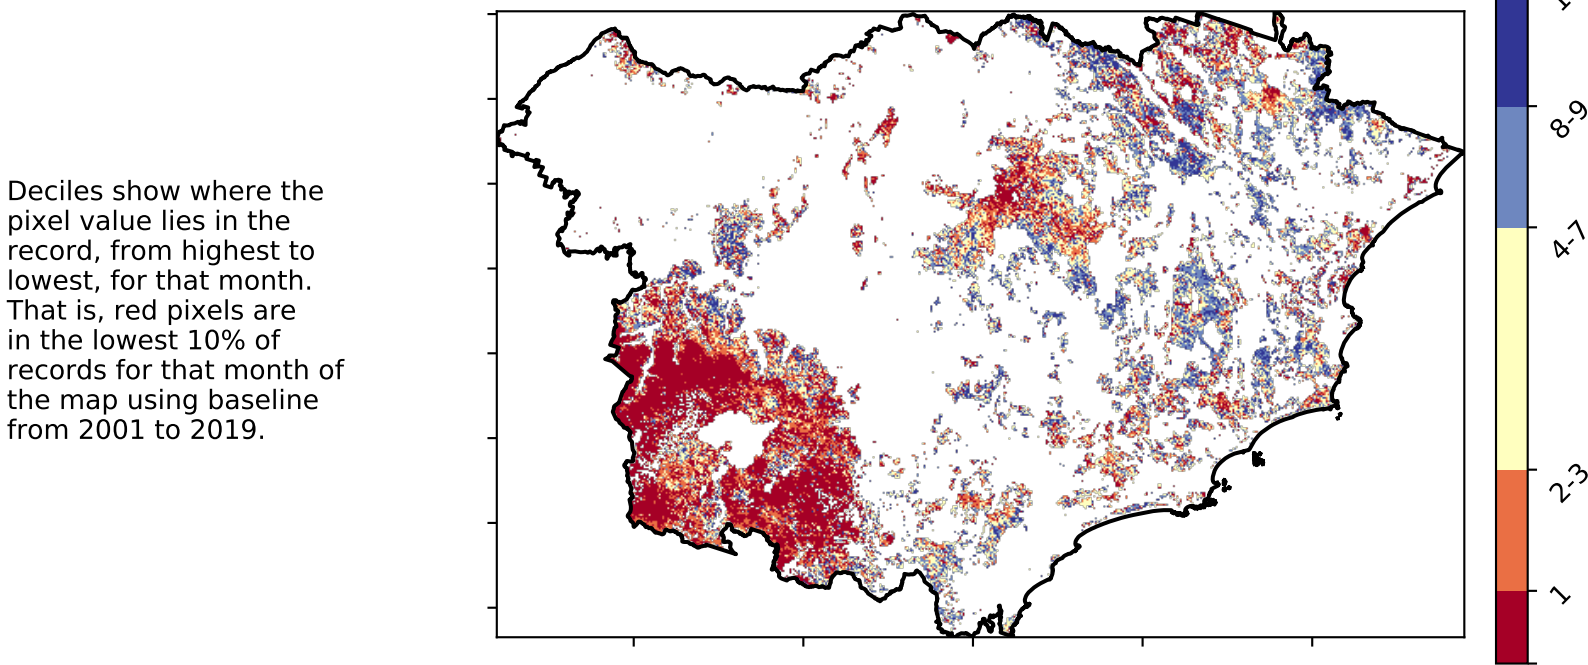 Deciles show where the
pixel value lies in the
record, from highest to
lowest, for that month.
That is, red pixels are
in the lowest 10% of
records for that month of
the map using baseline
from 2001 to 2019.
8-9
4-7
2-3
1